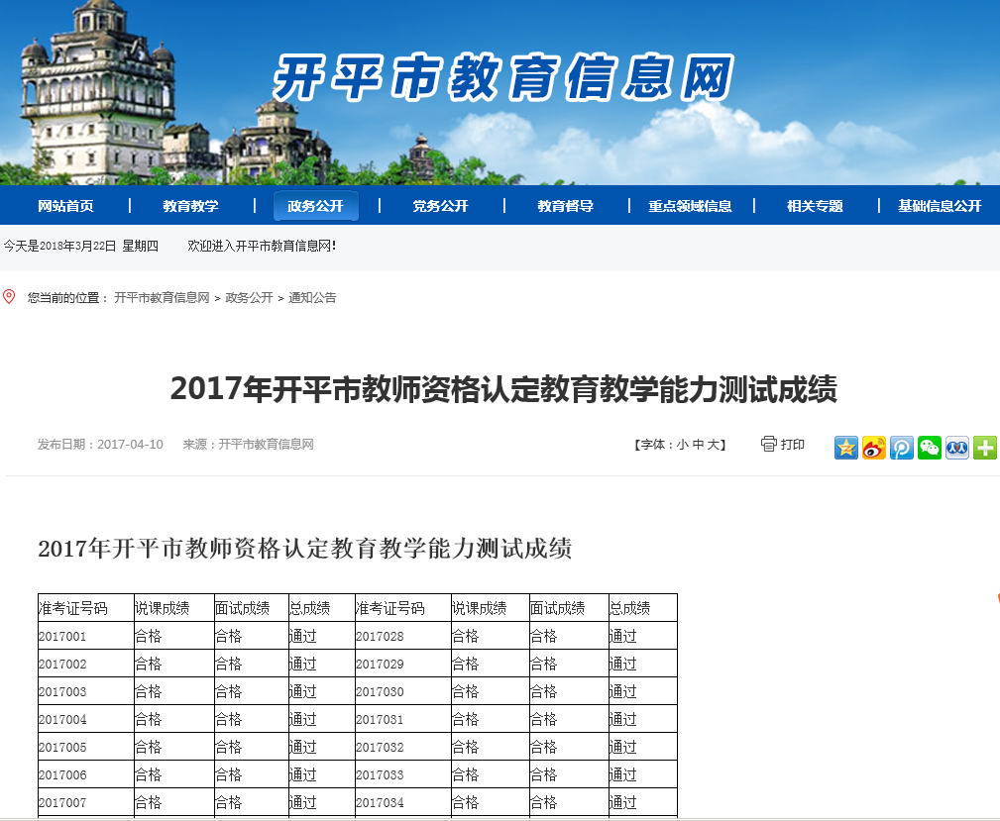 开平市教育信息网
网站首页 | 教育教学 | 政务公开 | 党务公开 | 教育督导 | 重点领域信息 | 相关专题 | 基础信息公开
今天是2018年3月22日 星期四 欢迎进入开平市教育信息网!
您当前的位置： 开平市教育信息网 > 政务公开 > 通知公告
2017年开平市教师资格认定教育教学能力测试成绩
发布日期：2017-04-10 来源：开平市教育信息网 【字体：小 中 大】 打印
2017年开平市教师资格认定教育教学能力测试成绩
准考证号码 说课成绩 面试成绩 总成绩 准考证号码 说课成绩 面试成绩 总成绩
2017001 合格 合格 通过 2017028 合格 合格 通过
2017002 合格 合格 通过 2017029 合格 合格 通过
2017003 合格 合格 通过 2017030 合格 合格 通过
2017004 合格 合格 通过 2017031 合格 合格 通过
2017005 合格 合格 通过 2017032 合格 合格 通过
2017006 合格 合格 通过 2017033 合格 合格 通过
2017007 合格 合格 通过 2017034 合格 合格 通过